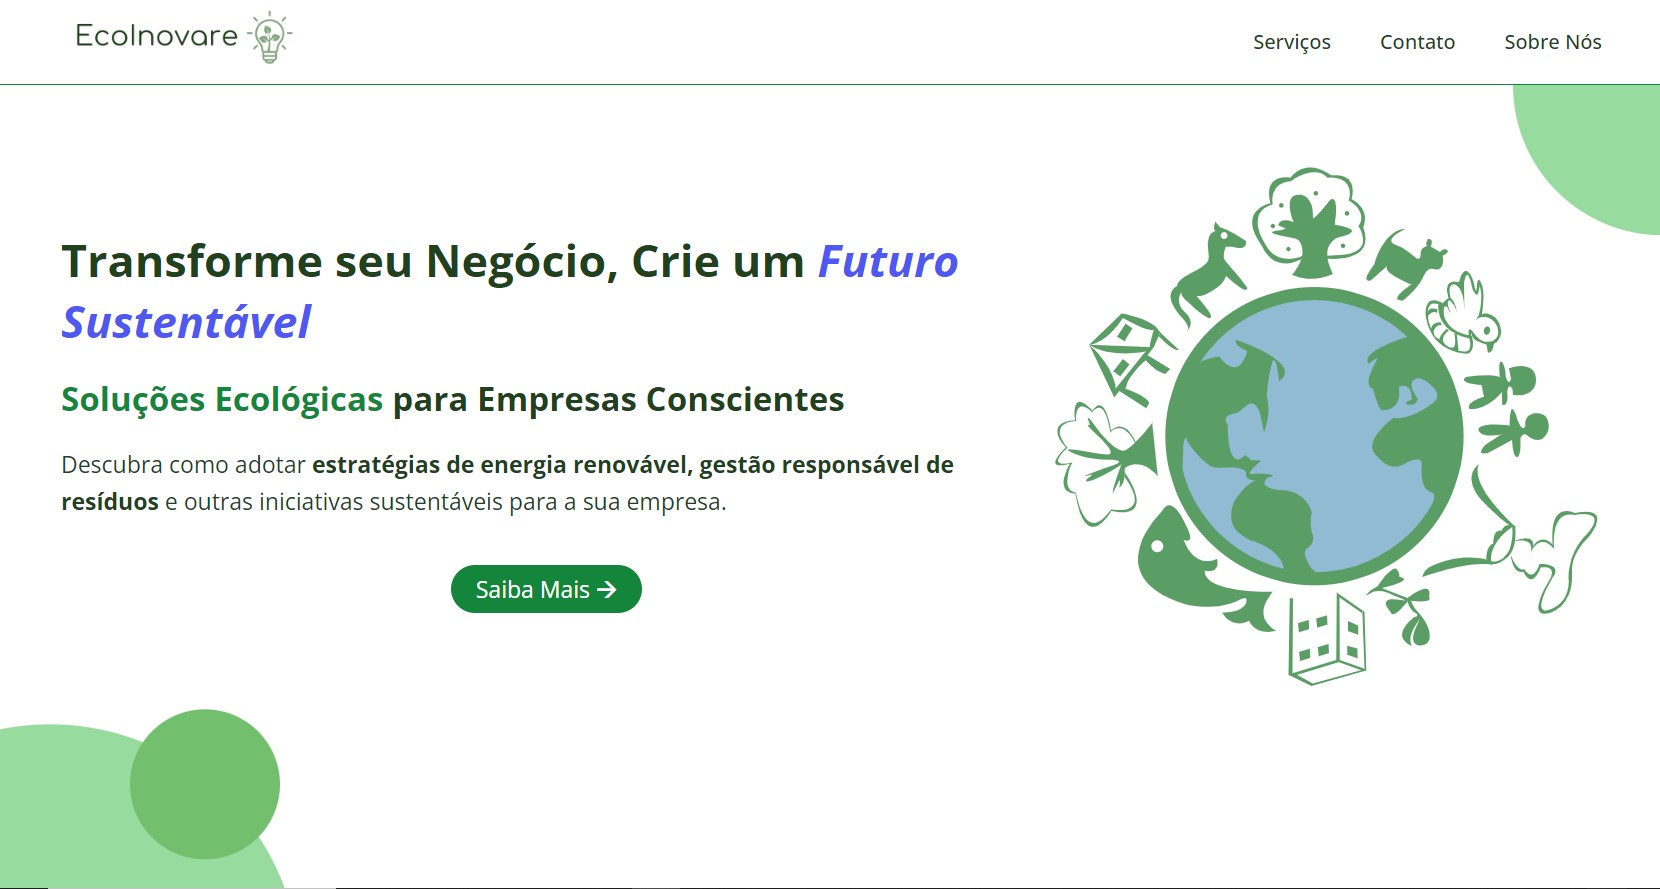 EcoInovare
Serviços Contato Sobre Nós
Transforme seu Negócio, Crie um Futuro
Sustentável
Soluções Ecológicas para Empresas Conscientes
Descubra como adotar estratégias de energia renovável, gestão responsável de
resíduos e outras iniciativas sustentáveis para a sua empresa.
Saiba Mais →